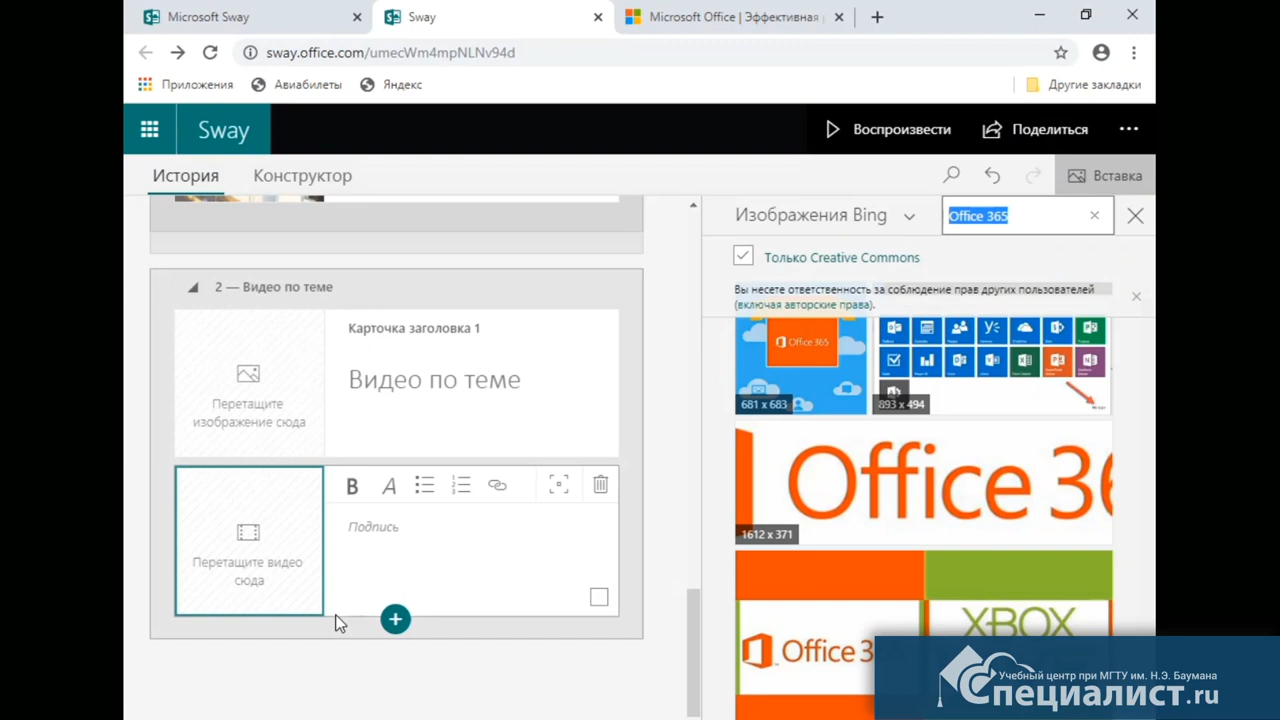 Microsoft Sway
Sway
Microsoft Office | Эффективная
sway.office.com/umecWm4mpNLNv94d
Приложения
Авиабилеты
Яндекс
Другие закладки
Sway
Воспроизвести
Поделиться
История
Конструктор
Вставка
Изображения Bing
Office 365
Только Creative Commons
Вы несете ответственность за соблюдение прав других пользователей
(включая авторские права).
2 — Видео по теме
Карточка заголовка 1
Видео по теме
Перетащите
изображение сюда
Подпись
Перетащите видео
сюда
Office 365
681 x 683
893 x 494
Office 36
1612 x 371
Office 3
XBOX
Учебный центр при МГТУ им. Н.Э. Баумана
Специалист.ru